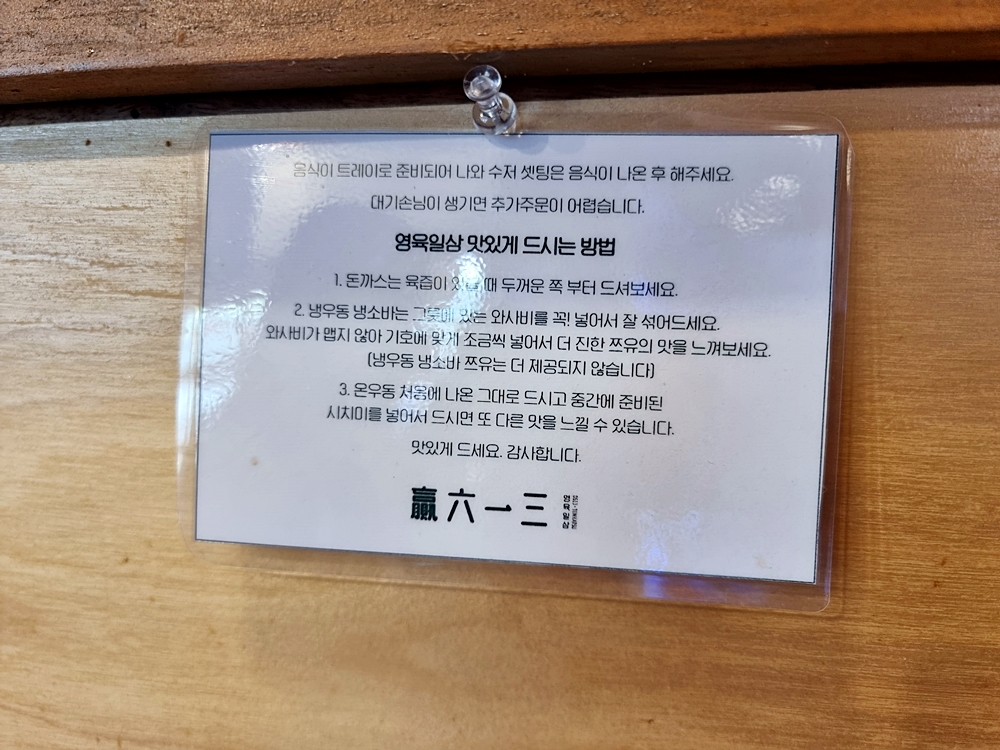 음식이 트레이로 준비되어 나와 수저 셋팅은 음식이 나온 후 해주세요.
대기손님이 생기면 추가주문이 어렵습니다.
영육일삼 맛있게 드시는 방법
1. 돈까스는 육즙이 있을 때 두꺼운 쪽 부터 드셔보세요.
2. 냉우동 냉소바는 그릇에 있는 와사비를 꼭! 넣어서 잘 섞어드세요.
와사비가 맵지 않아 기호에 맞게 조금씩 넣어서 더 진한 쯔유의 맛을 느껴보세요.
(냉우동 냉소바 쯔유는 더 제공되지 않습니다)
3. 온우동 처음에 나온 그대로 드시고 중간에 준비된
시치미를 넣어서 드시면 또 다른 맛을 느낄 수 있습니다.
맛있게 드세요. 감사합니다.
贏六一三 영육일삼